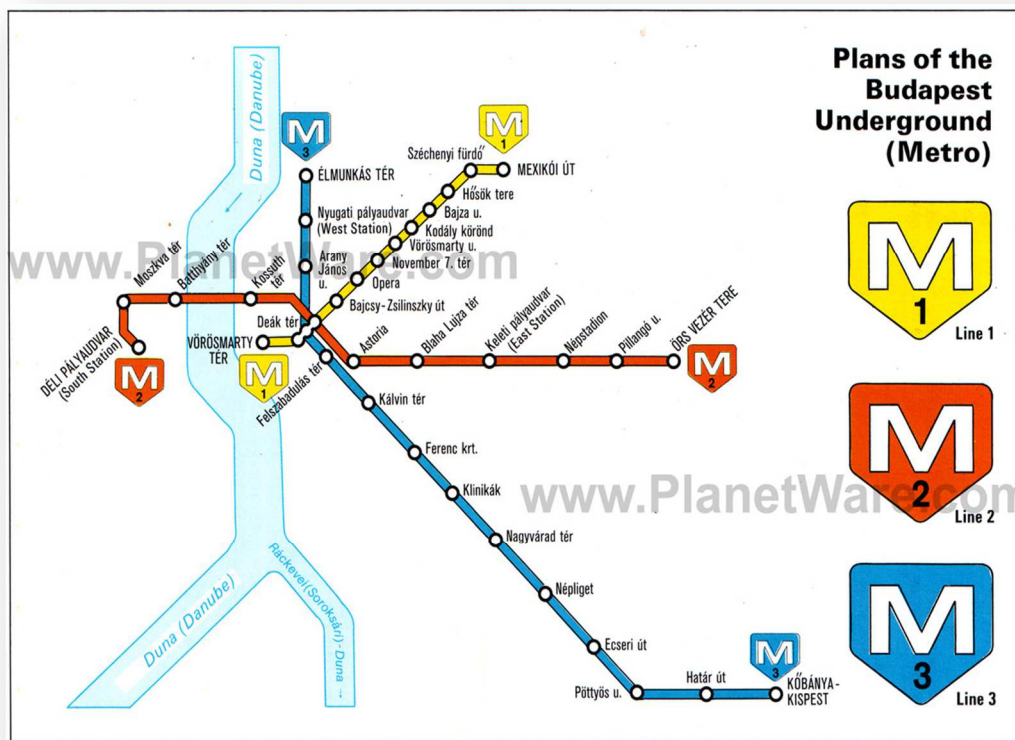 Plans of the
Budapest
Underground
(Metro)
Duna (Danube)
M
3
M
1
ÉLMUNKÁS TÉR
Széchenyi fürdő
MEXIKÓI ÚT
Hősök tere
Nyugati pályaudvar
(West Station)
Bajza u.
Kodály körönd
Vörösmarty u.
Arany
János
u.
November 7. tér
Opera
Bajcsy-Zsilinszky út
www.PlanetWare.com
Moszkva tér
Batthyány tér
Kossuth
tér
Deák tér
VÖRÖSMARTY
TÉR
DÉLI PÁLYAUDVAR
(South Station)
M
2
M
1
Felszabadulás tér
Astoria
Blaha Lujza tér
Keleti pályaudvar
(East Station)
Népstadion
Pillangó u.
ÖRS VEZÉR TERE
M
2
Kálvin tér
Ferenc krt.
Klinikák
Nagyvárad tér
Népliget
Ecseri út
Pöttyös u.
Határ út
M
3
KŐBÁNYA-
KISPEST
Duna (Danube)
Ráckevei (Soroksári)-Duna
www.PlanetWare.com
M
1
Line 1
M
2
Line 2
M
3
Line 3